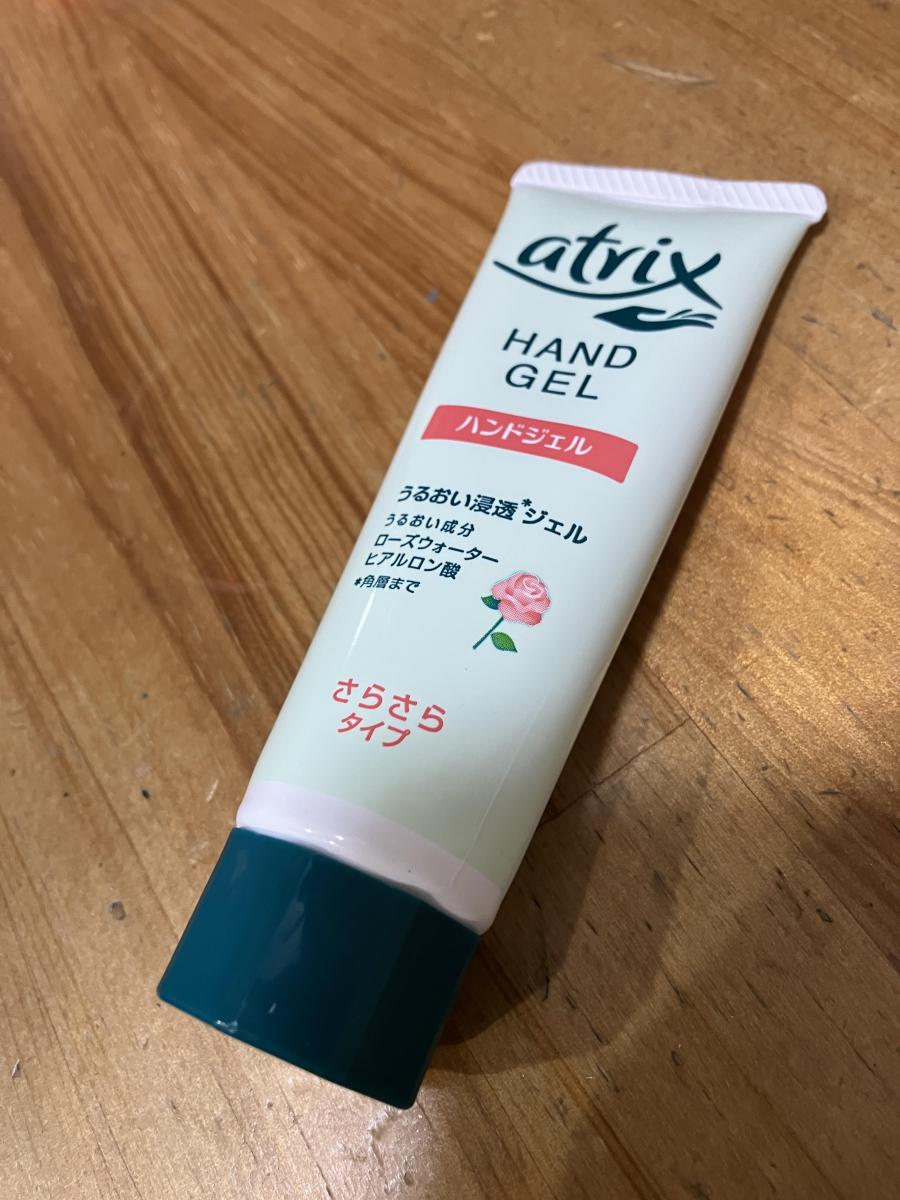 atrix
HAND
GEL
ハンドジェル
うるおい浸透*ジェル
うるおい成分
ローズウォーター
ヒアルロン酸
*角層まで
さらさら
タイプ